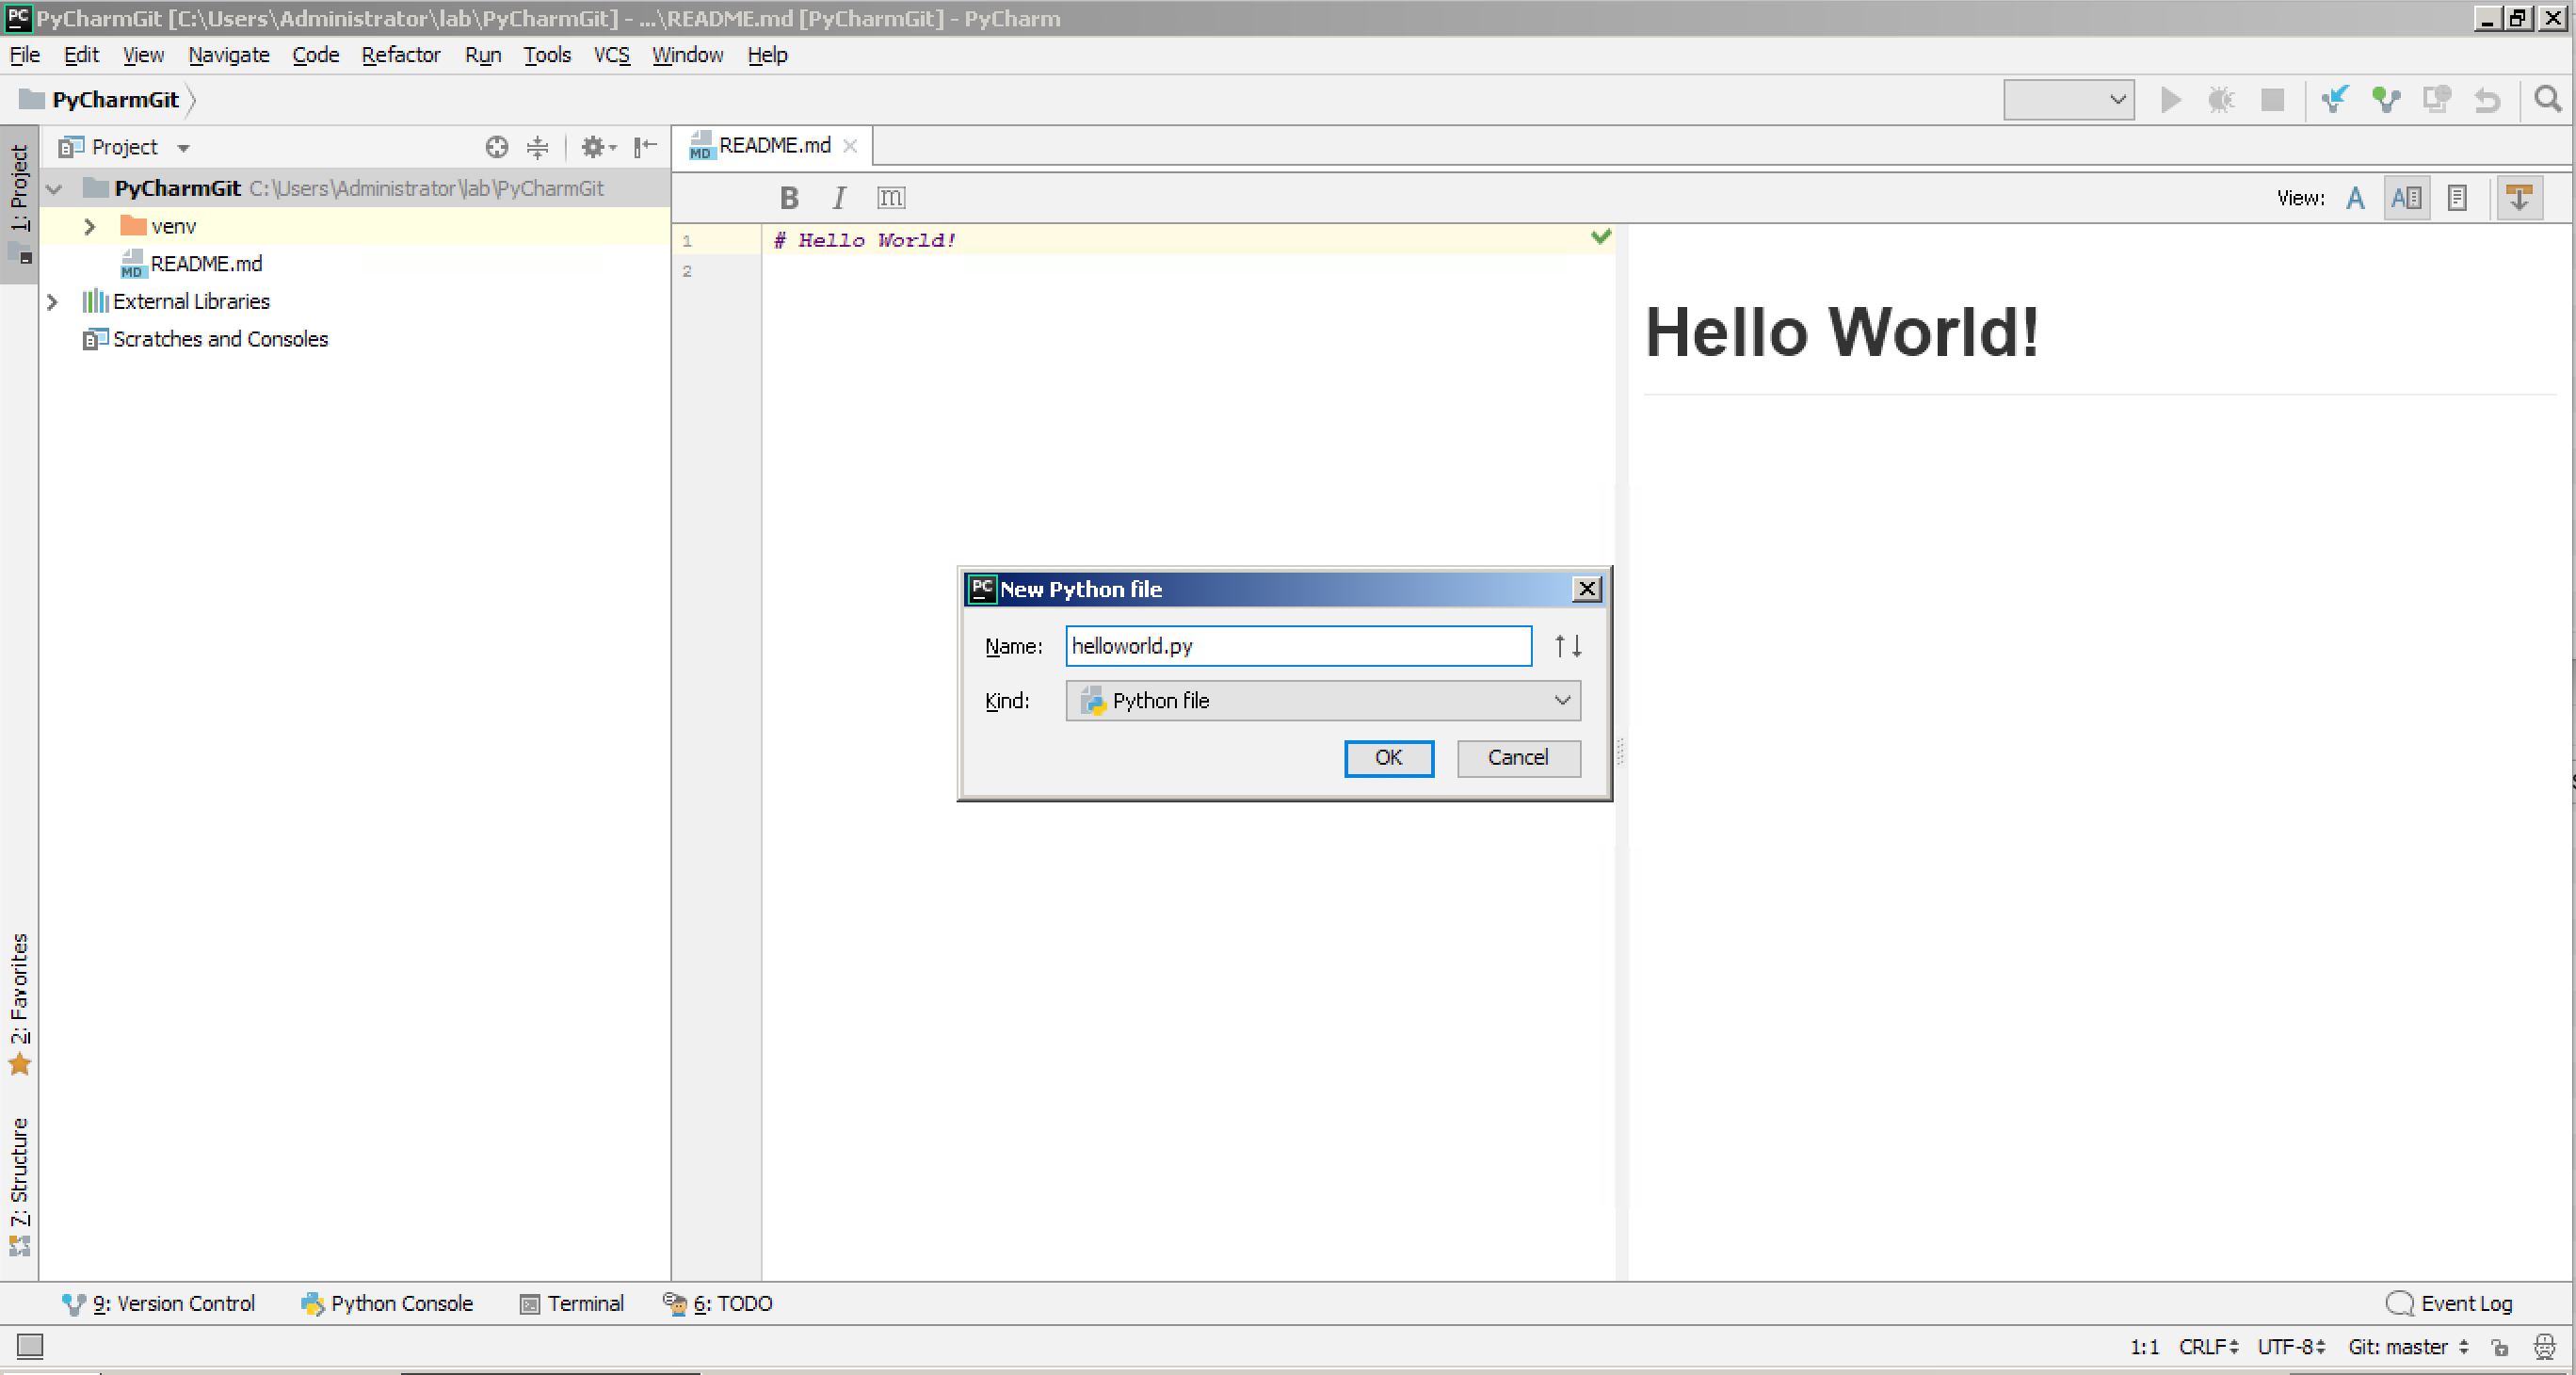 PyCharmGit [C:\Users\Administrator\lab\PyCharmGit] - ...\README.md [PyCharmGit] - PyCharm
File Edit View Navigate Code Refactor Run Tools VCS Window Help
PyCharmGit
1: Project
Project
README.md
PyCharmGit C:\Users\Administrator\lab\PyCharmGit
venv
MD README.md
External Libraries
Scratches and Consoles
B I m
View: A A
1 # Hello World!
2
Hello World!
PC New Python file
Name: helloworld.py
Kind: Python file
OK Cancel
2: Favorites
7: Structure
9: Version Control Python Console Terminal 6: TODO Event Log
1:1 CRLF UTF-8 Git: master